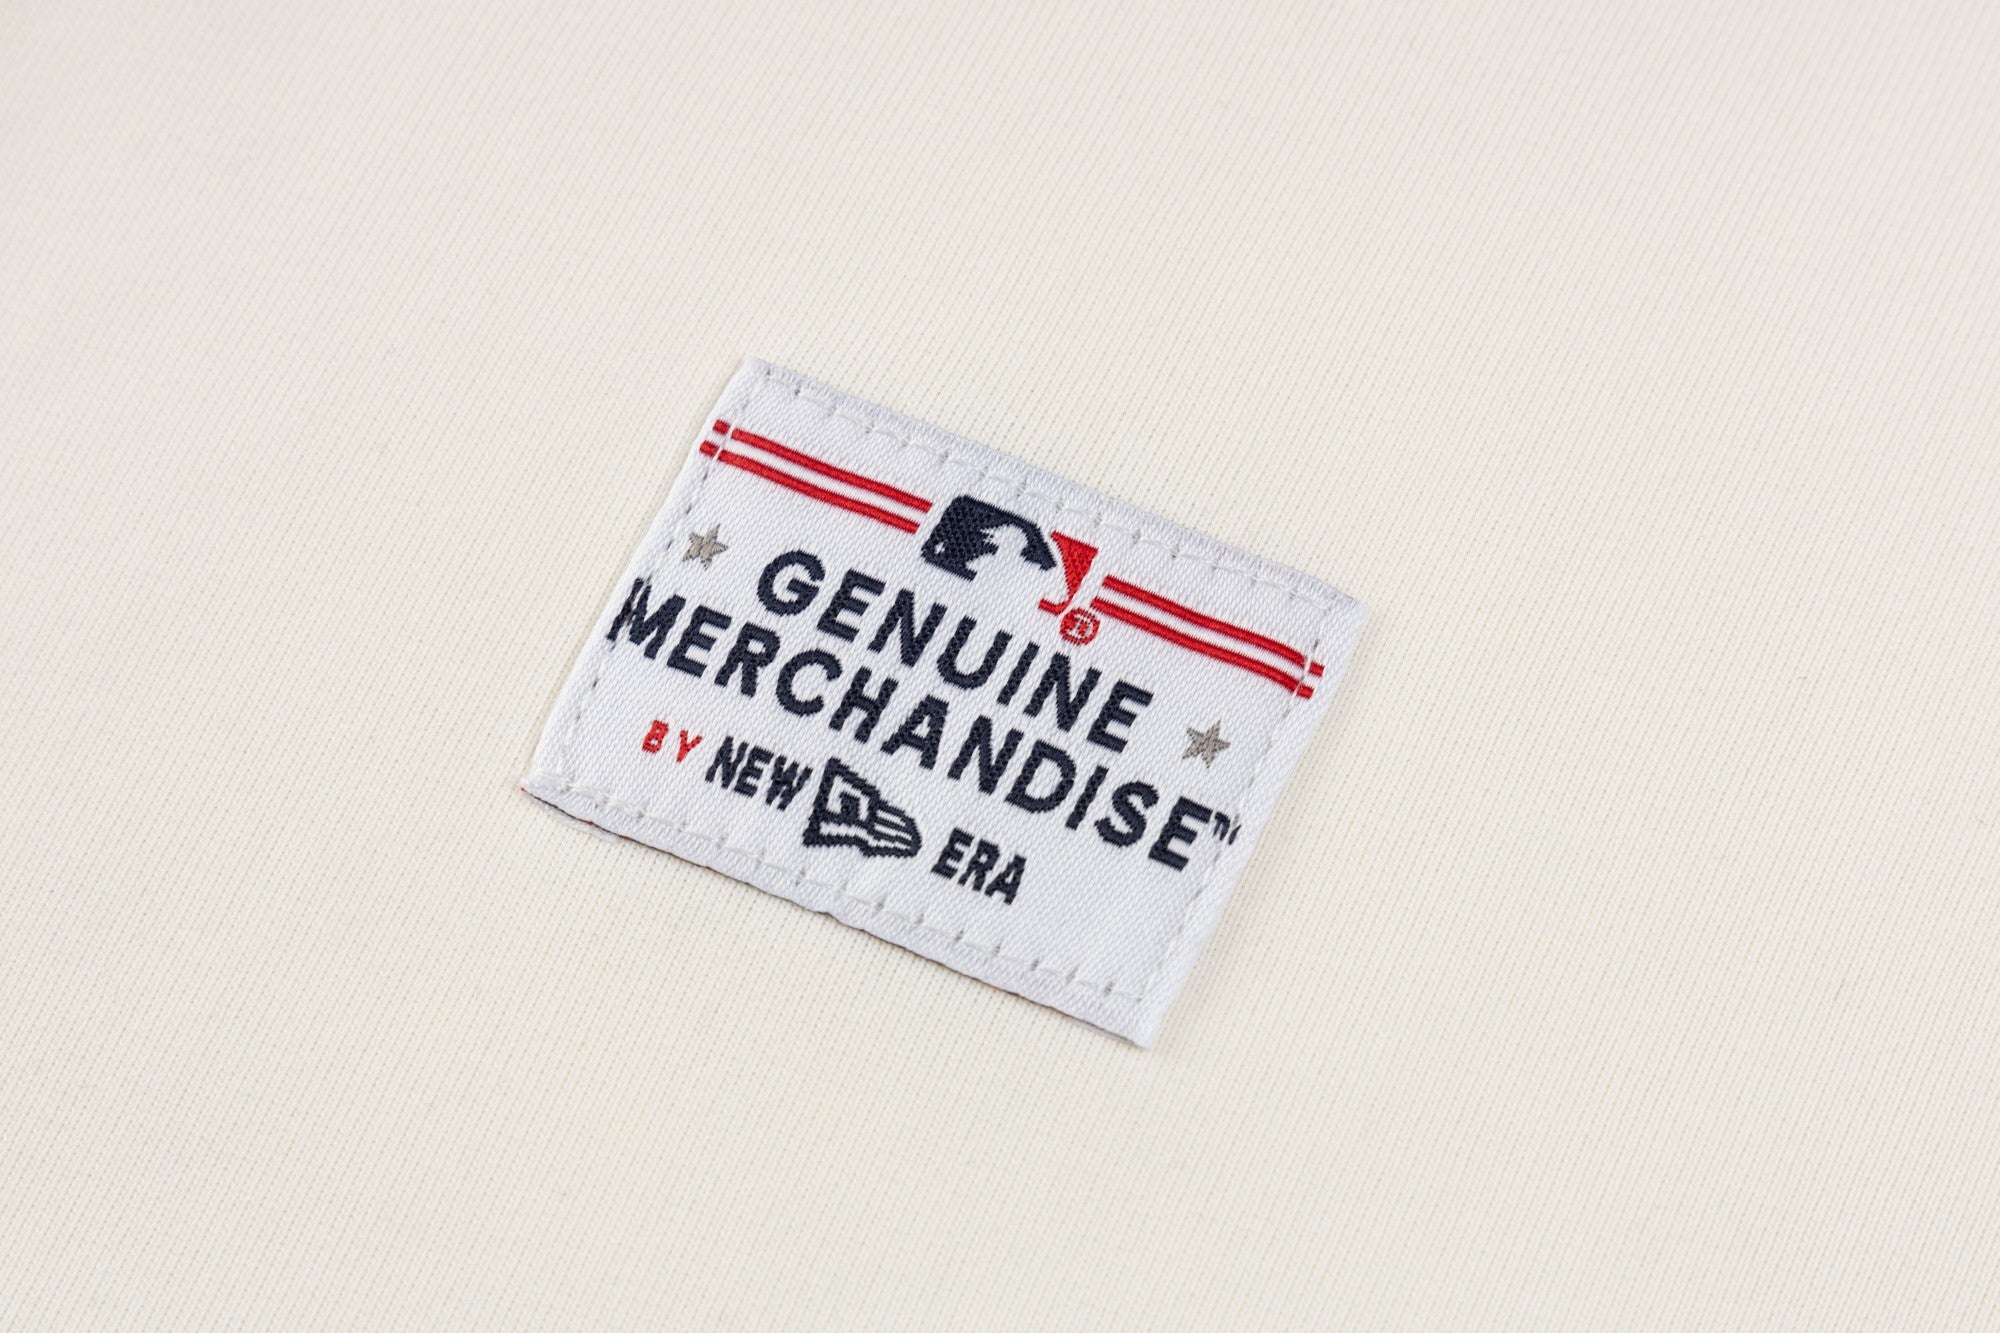 ®
GENUINE
MERCHANDISE™
BY NEW ERA